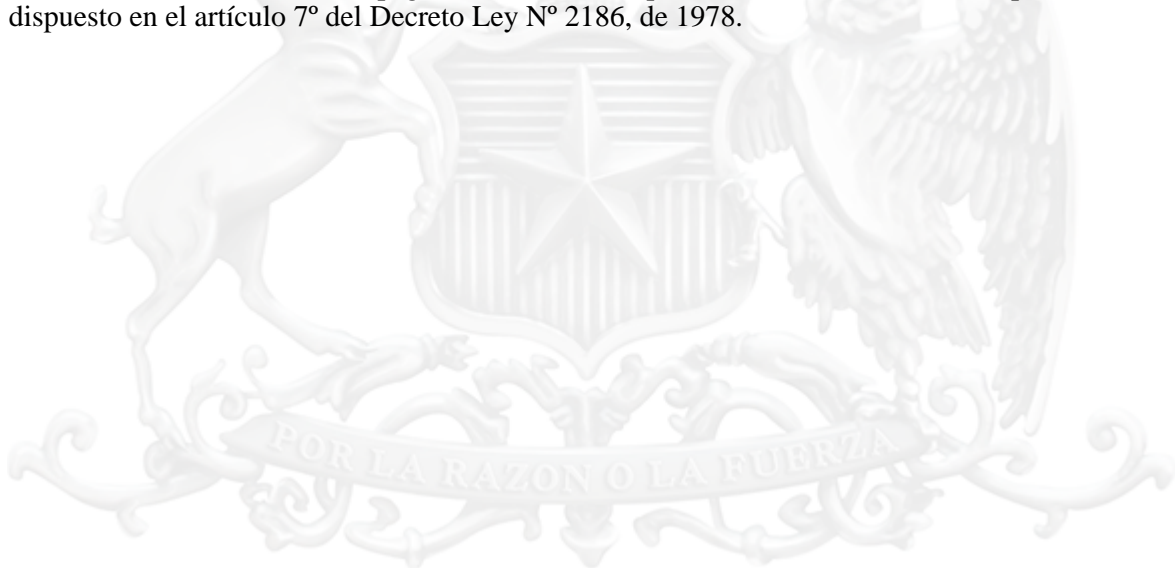 dispuesto en el artículo 7º del Decreto Ley Nº 2186, de 1978.
POR LA RAZON O LA FUERZA